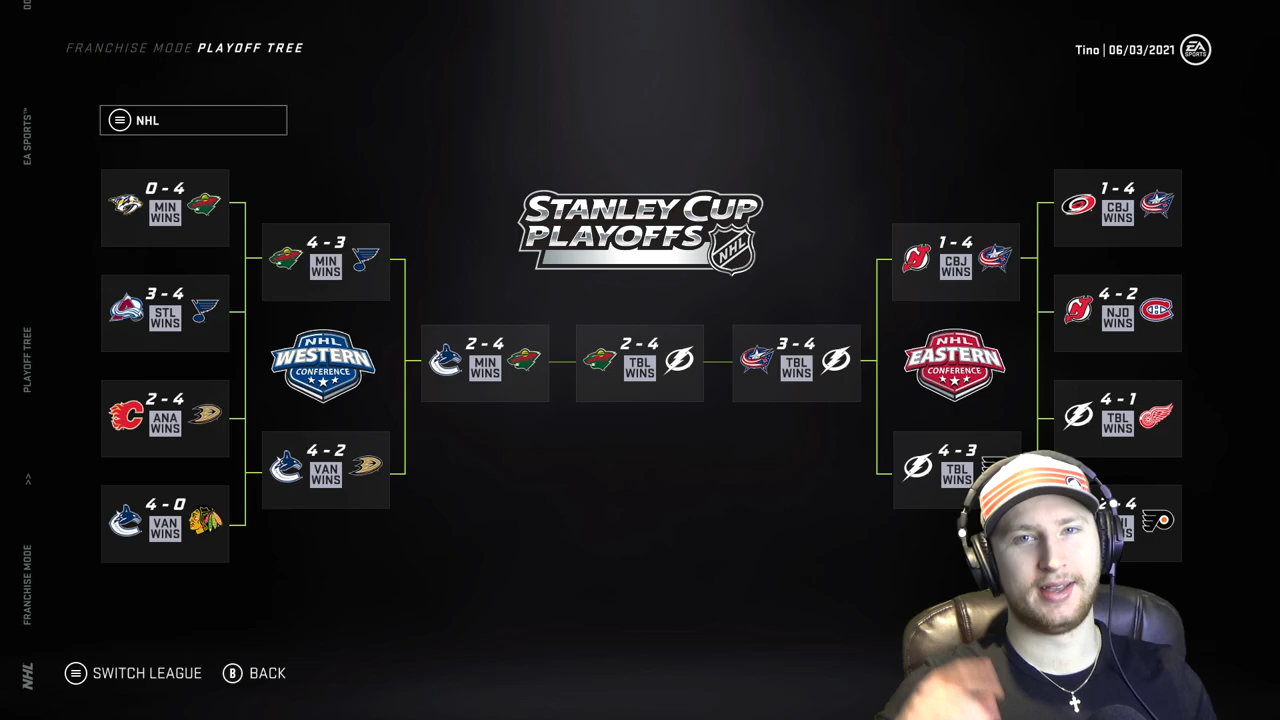 FRANCHISE MODE PLAYOFF TREE
Tino | 06/03/2021
EA SPORTS
NHL
EA SPORTS™
PLAYOFF TREE
>>
FRANCHISE MODE
NHL
0 - 4
MIN
WINS
3 - 4
STL
WINS
2 - 4
ANA
WINS
4 - 0
VAN
WINS
4 - 3
MIN
WINS
NHL
WESTERN
CONFERENCE
4 - 2
VAN
WINS
2 - 4
MIN
WINS
STANLEY CUP
PLAYOFFS
NHL
2 - 4
TBL
WINS
3 - 4
TBL
WINS
1 - 4
CBJ
WINS
NHL
EASTERN
CONFERENCE
4 - 3
TBL
WINS
1 - 4
CBJ
WINS
4 - 2
NJD
WINS
4 - 1
TBL
WINS
SWITCH LEAGUE
B BACK